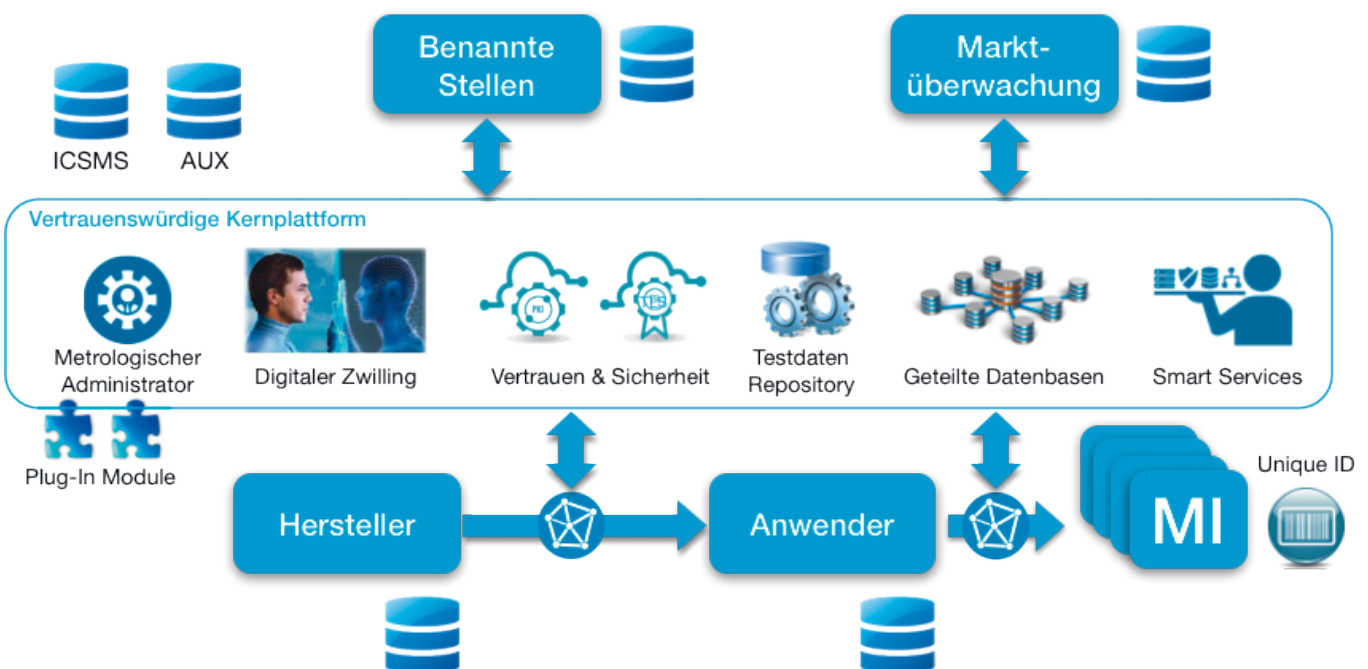 Benannte
Stellen
Markt-
überwachung
ICSMS
AUX
Vertrauenswürdige Kernplattform
PKI
Metrologischer
Administrator
Digitaler Zwilling
Vertrauen & Sicherheit
Testdaten
Repository
Geteilte Datenbasen
Smart Services
Plug-In Module
Hersteller
Anwender
MI
Unique ID